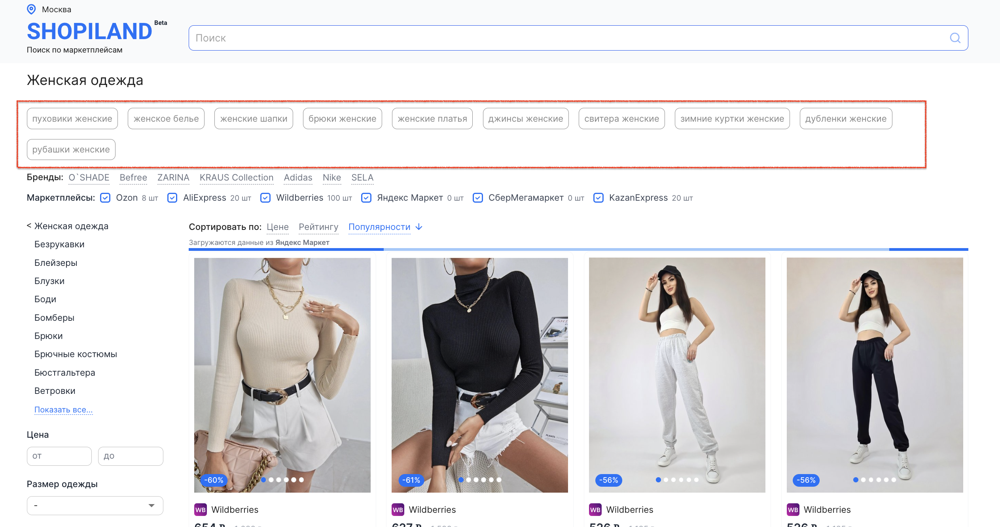 Москва
SHOPILAND Beta
Поиск по маркетплейсам
Поиск
Женская одежда
пуховики женские женское белье женские шапки брюки женские женские платья джинсы женские свитера женские зимние куртки женские дубленки женские
рубашки женские
Бренды: O`SHADE Befree ZARINA KRAUS Collection Adidas Nike SELA
Маркетплейсы: Ozon 8 шт AliExpress 20 шт Wildberries 100 шт Яндекс Маркет 0 шт СберМегамаркет 0 шт KazanExpress 20 шт
< Женская одежда
Безрукавки
Блейзеры
Блузки
Боди
Бомберы
Брюки
Брючные костюмы
Бюстгальтера
Ветровки
Показать все...
Цена
от до
Размер одежды
-
Сортировать по: Цене Рейтингу Популярности
Загружаются данные из Яндекс Маркет
-60% -61% -56% -56%
WB Wildberries WB Wildberries WB Wildberries WB Wildberries